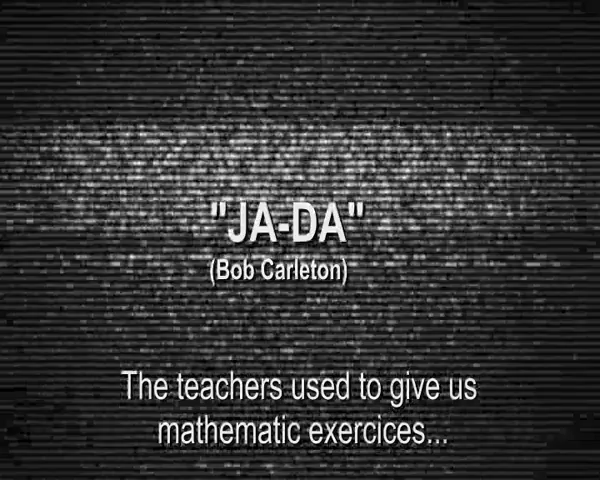 "JA-DA"
(Bob Carleton)
The teachers used to give us
mathematic exercices...